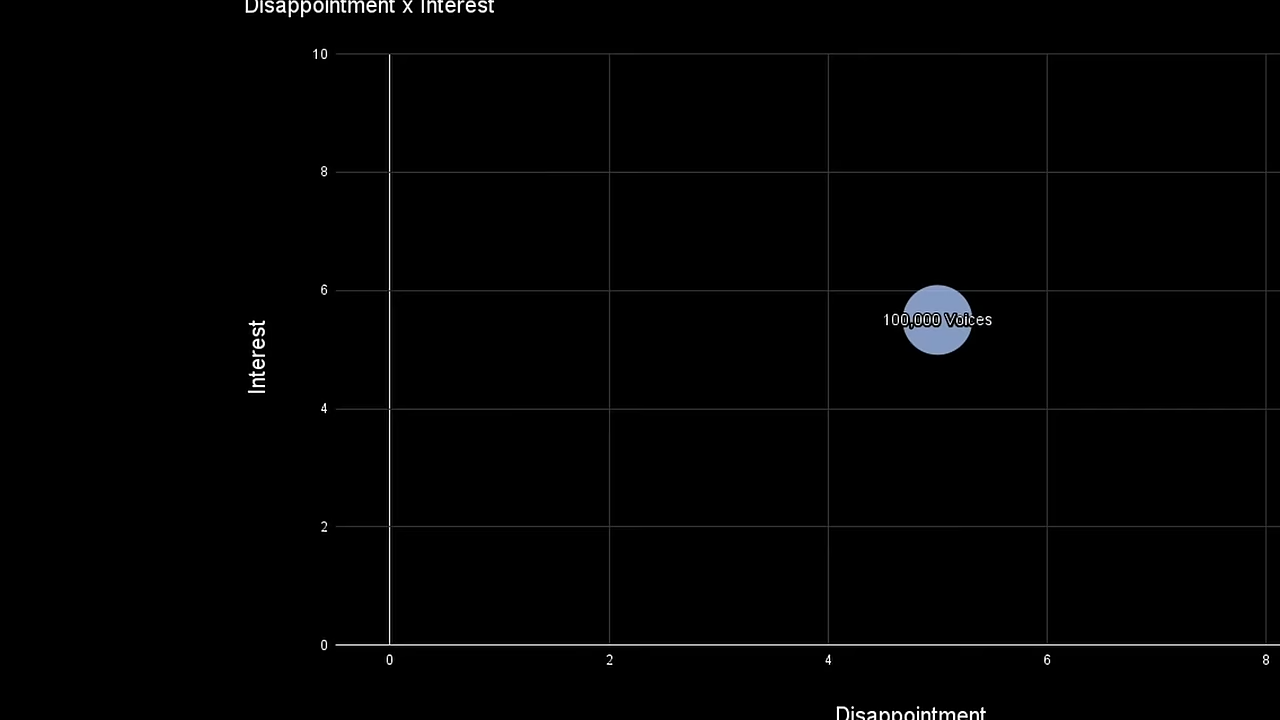 Disappointment x Interest
10
8
6
4
2
0
Interest
100,000 Voices
0 2 4 6 8
Disappointment